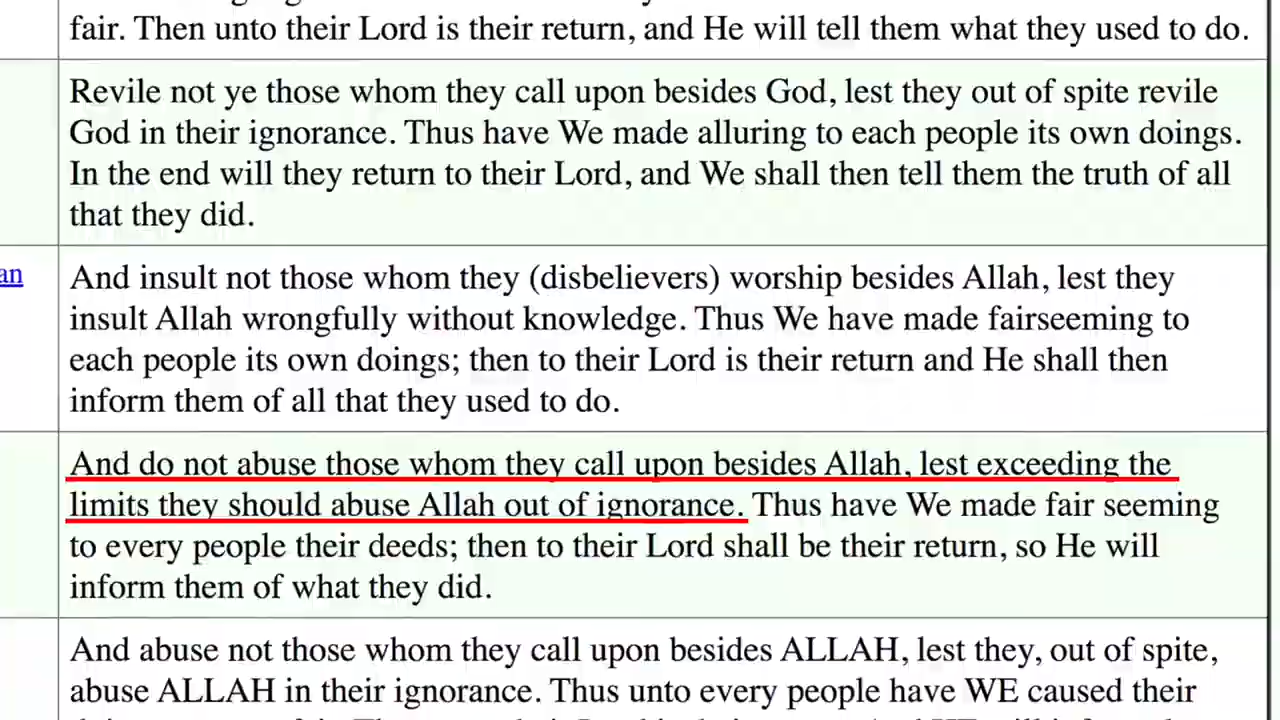 fair. Then unto their Lord is their return, and He will tell them what they used to do.
Revile not ye those whom they call upon besides God, lest they out of spite revile
God in their ignorance. Thus have We made alluring to each people its own doings.
In the end will they return to their Lord, and We shall then tell them the truth of all
that they did.
an
And insult not those whom they (disbelievers) worship besides Allah, lest they
insult Allah wrongfully without knowledge. Thus We have made fairseeming to
each people its own doings; then to their Lord is their return and He shall then
inform them of all that they used to do.
And do not abuse those whom they call upon besides Allah, lest exceeding the
limits they should abuse Allah out of ignorance. Thus have We made fair seeming
to every people their deeds; then to their Lord shall be their return, so He will
inform them of what they did.
And abuse not those whom they call upon besides ALLAH, lest they, out of spite,
abuse ALLAH in their ignorance. Thus unto every people have WE caused their